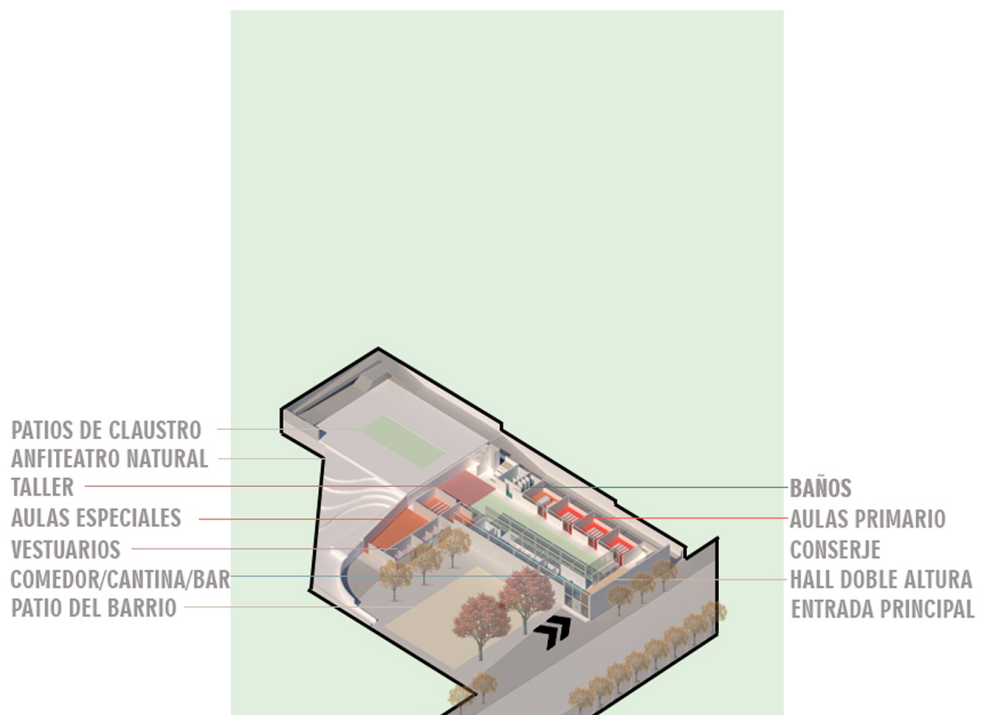 PATIOS DE CLAUSTRO
ANFITEATRO NATURAL
TALLER
AULAS ESPECIALES
VESTUARIOS
COMEDOR/CANTINA/BAR
PATIO DEL BARRIO
BAÑOS
AULAS PRIMARIO
CONSERJE
HALL DOBLE ALTURA
ENTRADA PRINCIPAL